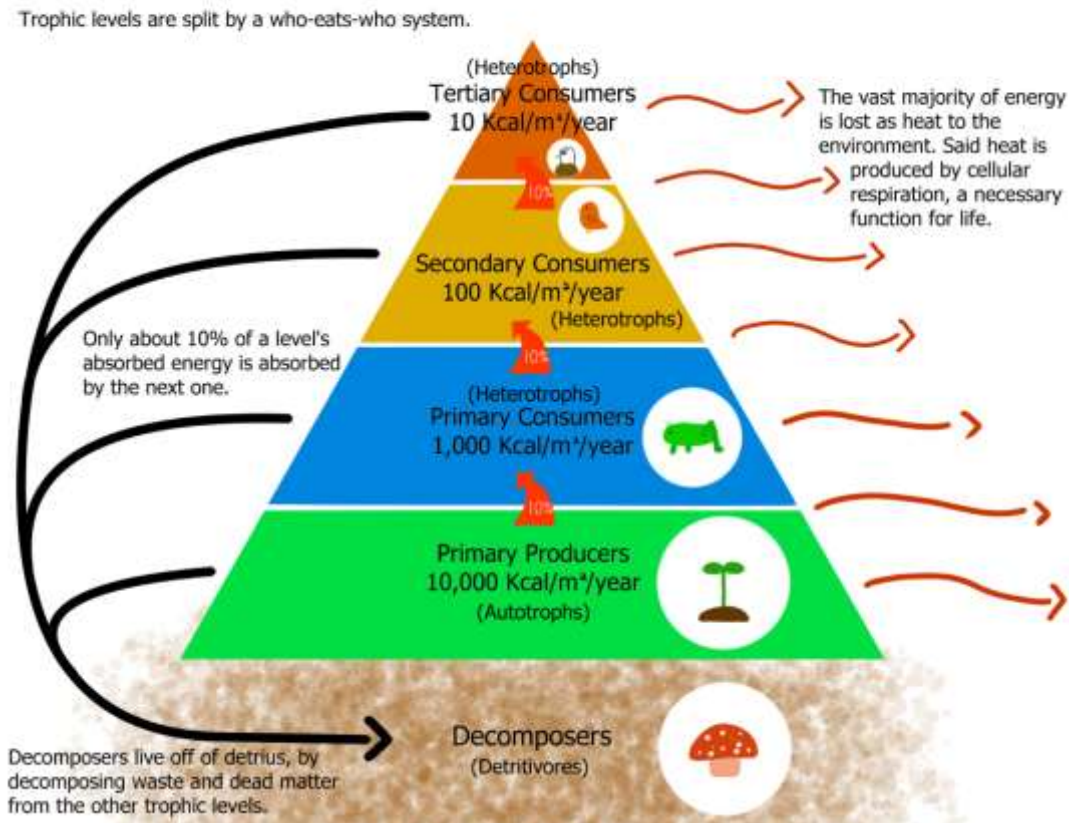 Trophic levels are split by a who-eats-who system.
(Heterotrophs)
Tertiary Consumers
10 Kcal/m²/year
The vast majority of energy
is lost as heat to the
environment. Said heat is
produced by cellular
respiration, a necessary
function for life.
10%
Secondary Consumers
100 Kcal/m²/year
(Heterotrophs)
Only about 10% of a level's
absorbed energy is absorbed
by the next one.
10%
(Heterotrophs)
Primary Consumers
1,000 Kcal/m²/year
10%
Primary Producers
10,000 Kcal/m²/year
(Autotrophs)
Decomposers
(Detritivores)
Decomposers live off of detrius, by
decomposing waste and dead matter
from the other trophic levels.